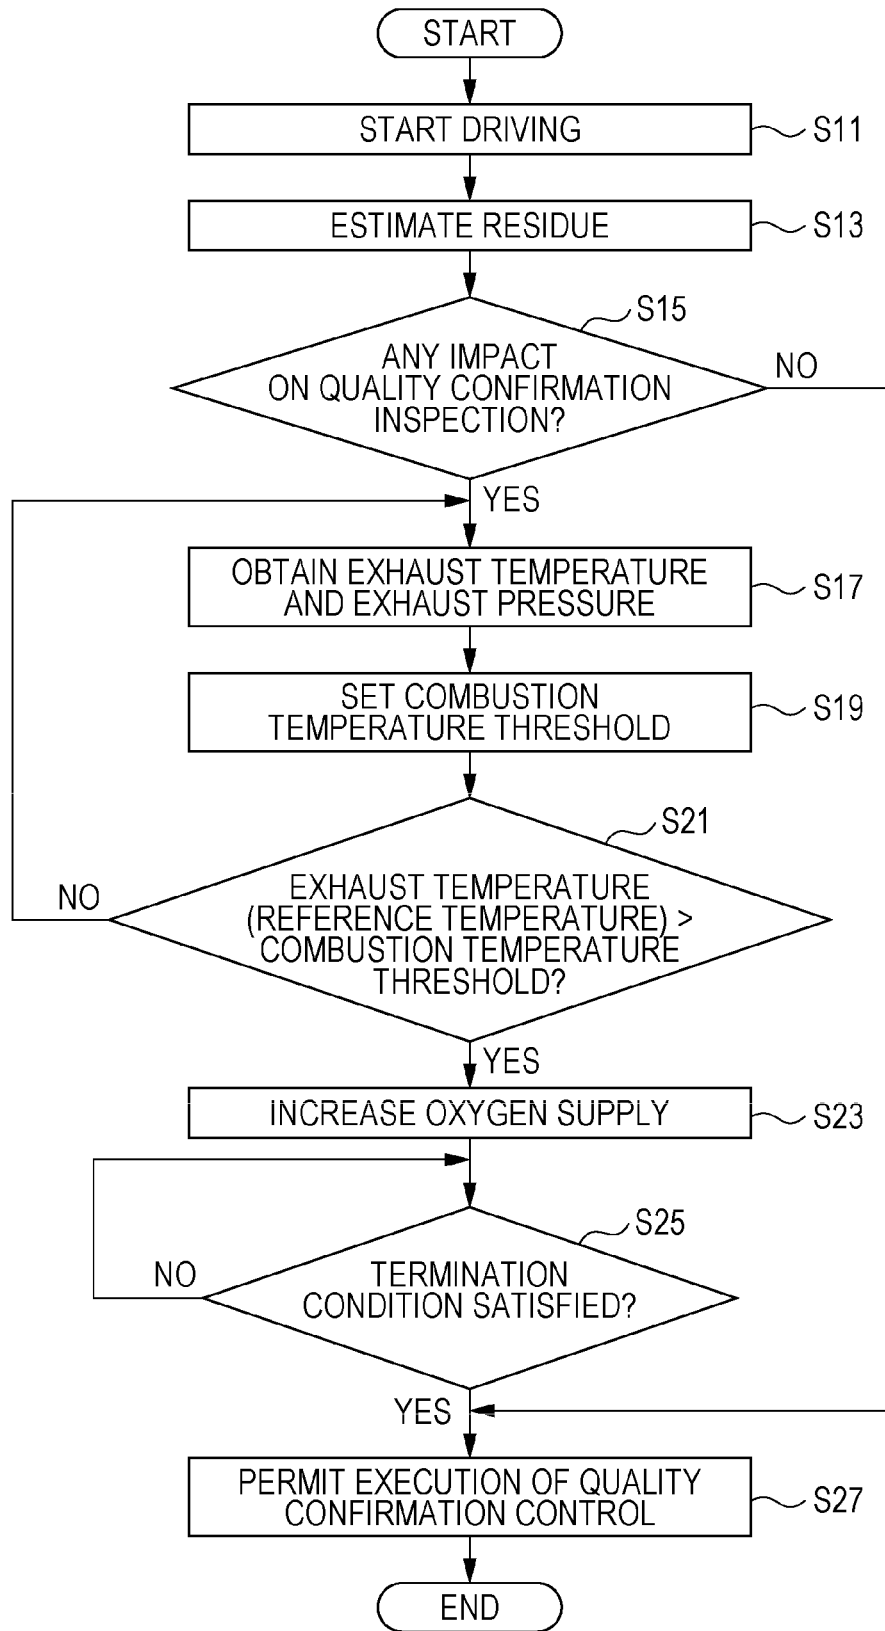 START
START DRIVING
S11
ESTIMATE RESIDUE
S13
S15
ANY IMPACT
ON QUALITY CONFIRMATION
INSPECTION?
NO
YES
OBTAIN EXHAUST TEMPERATURE
AND EXHAUST PRESSURE
S17
SET COMBUSTION
TEMPERATURE THRESHOLD
S19
S21
NO
EXHAUST TEMPERATURE
(REFERENCE TEMPERATURE) >
COMBUSTION TEMPERATURE
THRESHOLD?
YES
INCREASE OXYGEN SUPPLY
S23
S25
NO
TERMINATION
CONDITION SATISFIED?
YES
PERMIT EXECUTION OF QUALITY
CONFIRMATION CONTROL
S27
END